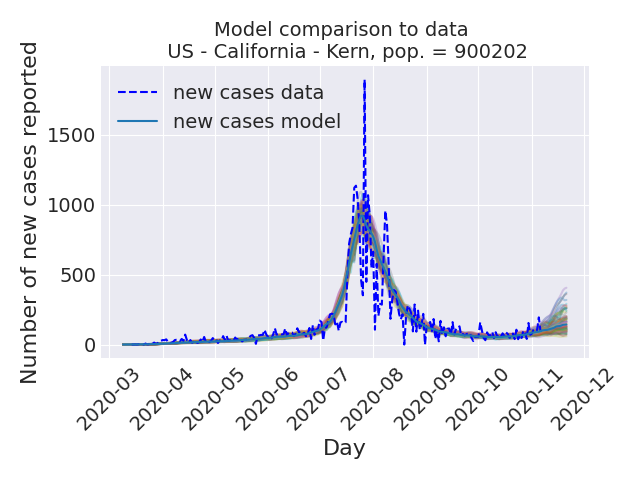 Model comparison to data
US - California - Kern, pop. = 900202
Number of new cases reported
new cases data
new cases model
1500
1000
500
0
2020-03
2020-04
2020-05
2020-06
2020-07
2020-08
2020-09
2020-10
2020-11
2020-12
Day